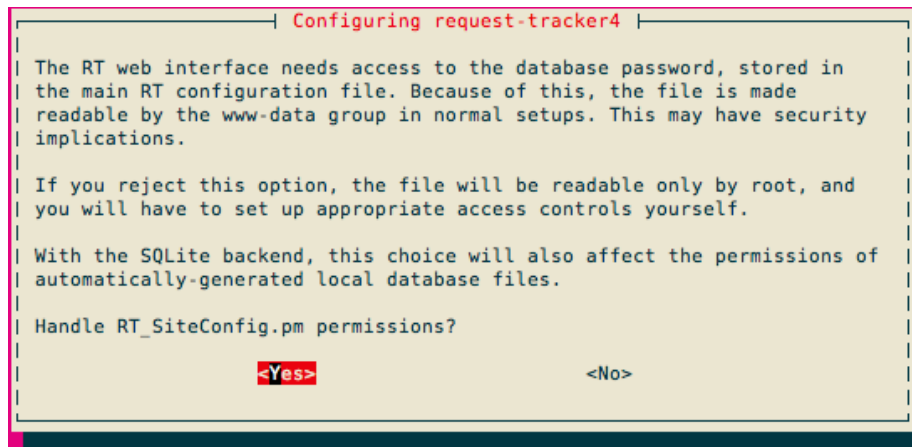 Configuring request-tracker4
The RT web interface needs access to the database password, stored in
the main RT configuration file. Because of this, the file is made
readable by the www-data group in normal setups. This may have security
implications.
If you reject this option, the file will be readable only by root, and
you will have to set up appropriate access controls yourself.
With the SQLite backend, this choice will also affect the permissions of
automatically-generated local database files.
Handle RT_SiteConfig.pm permissions?
<Yes> <No>